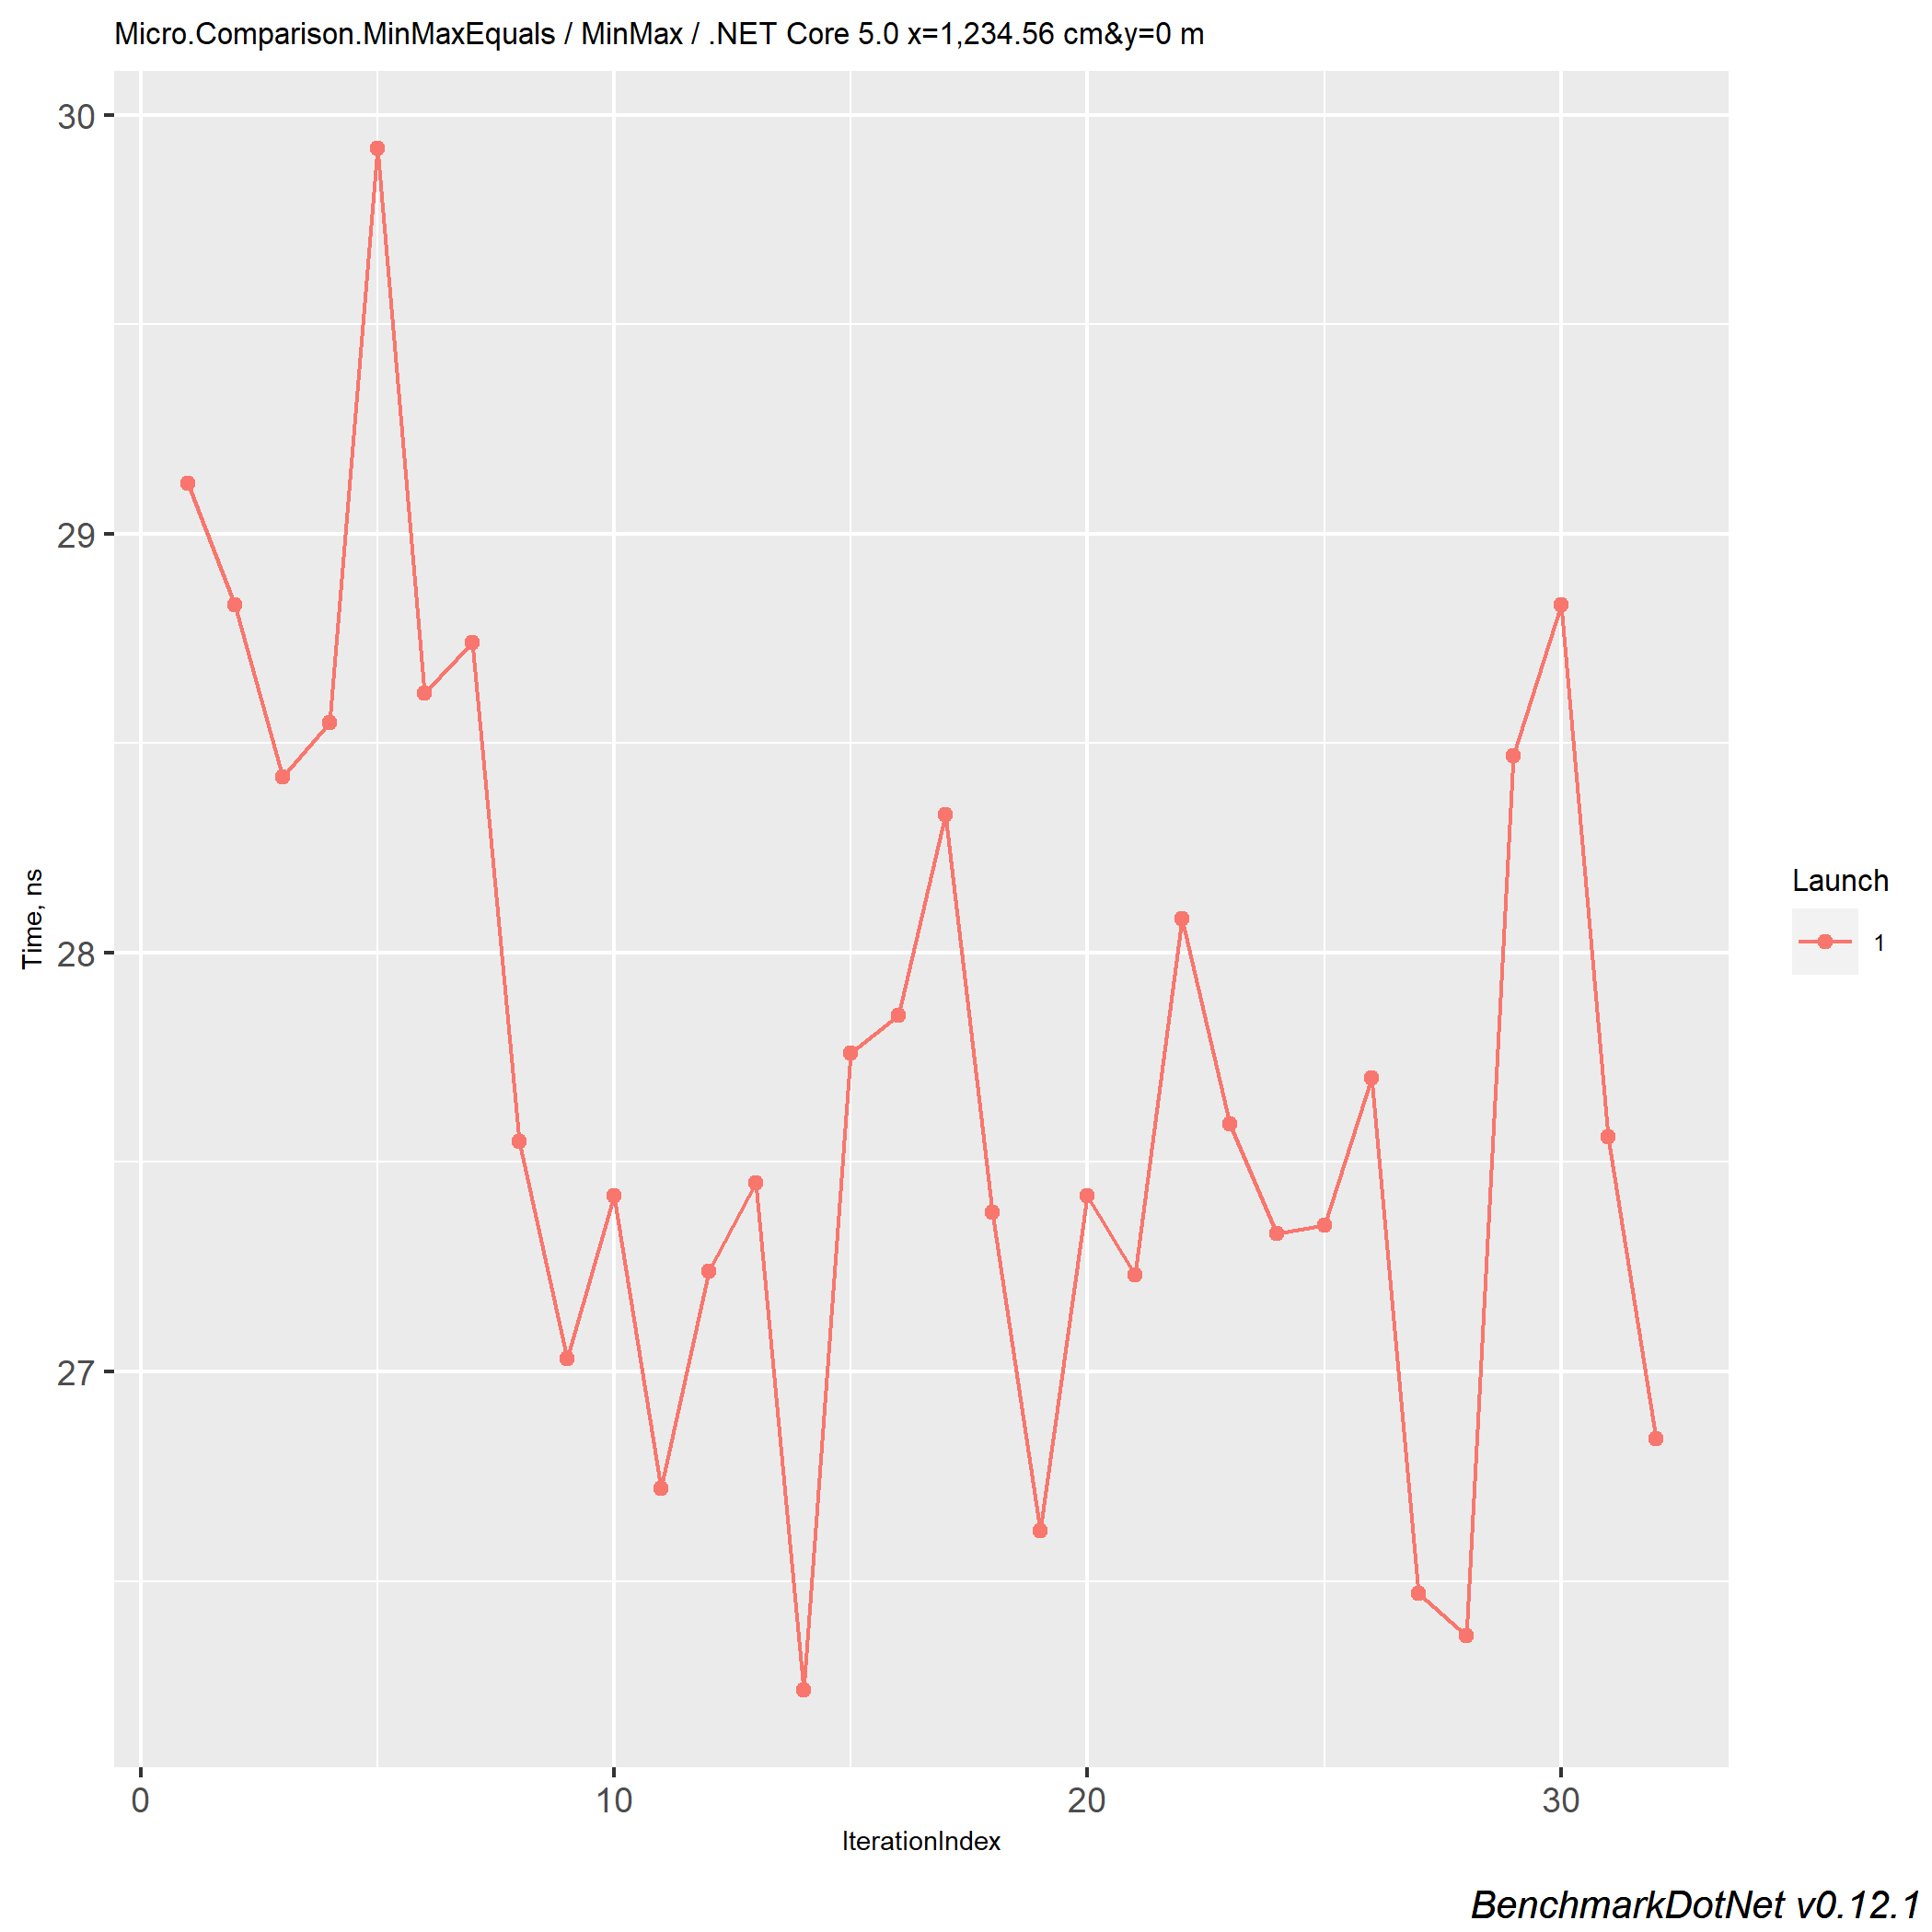 Micro.Comparison.MinMaxEquals / MinMax / .NET Core 5.0 x=1,234.56 cm&y=0 m
30
29
28
27
Time, ns
0 10 20 30
IterationIndex
Launch
1
BenchmarkDotNet v0.12.1